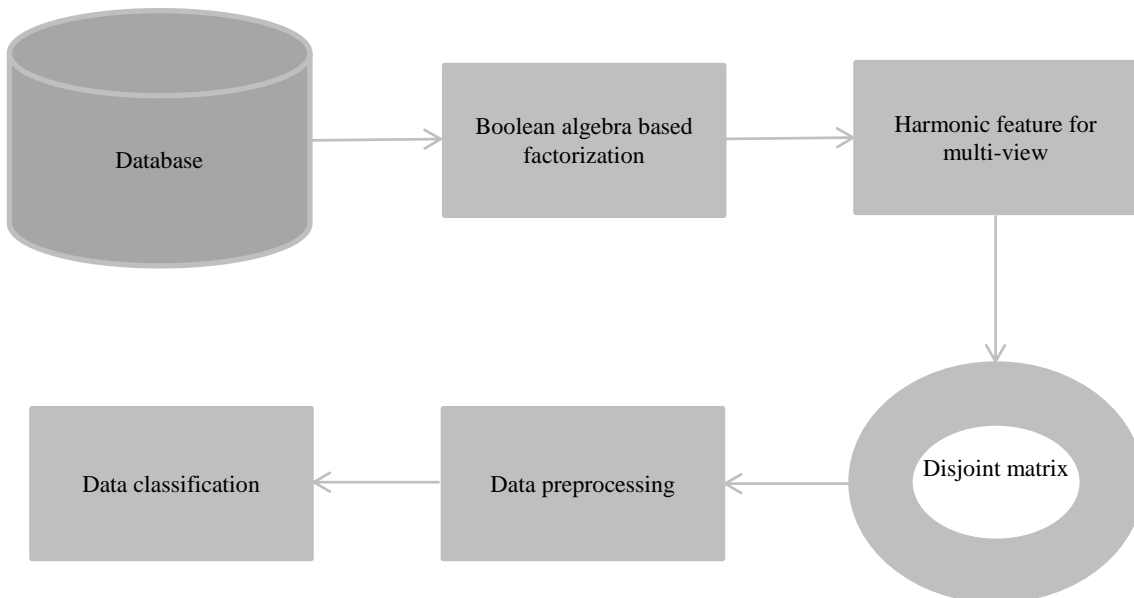 Database
Boolean algebra based
factorization
Harmonic feature for
multi-view
Disjoint matrix
Data preprocessing
Data classification